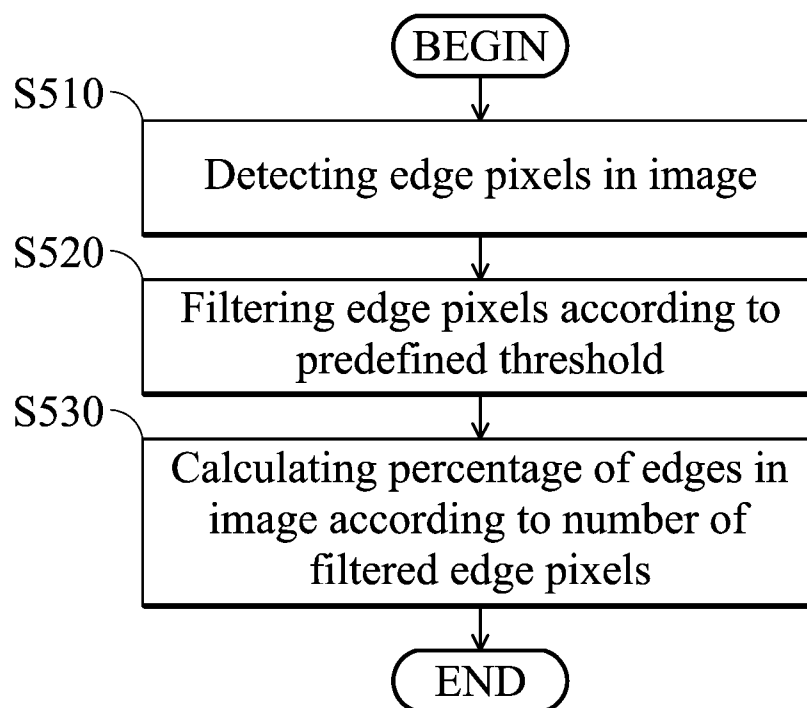 BEGIN
S510
Detecting edge pixels in image
S520
Filtering edge pixels according to
predefined threshold
S530
Calculating percentage of edges in
image according to number of
filtered edge pixels
END